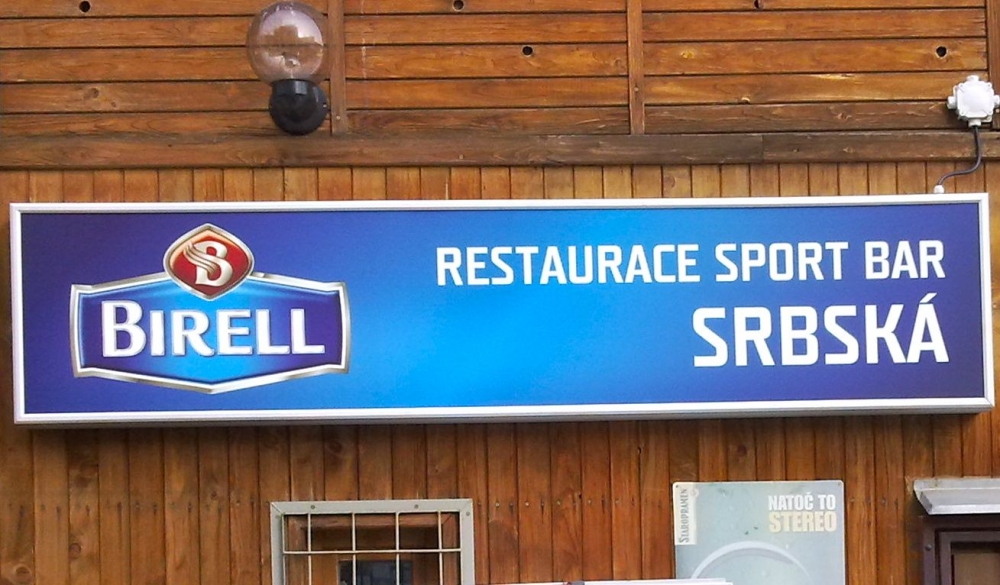 B
BIRELL
RESTAURACE SPORT BAR
SRBSKÁ
STAROPRAMEN
NATOČ TO
STEREO